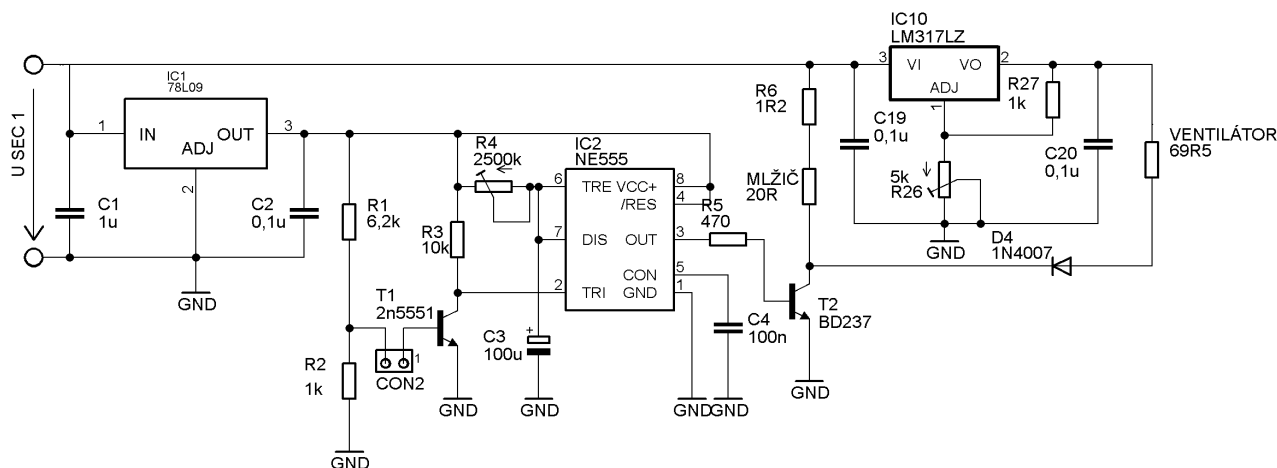 U SEC 1
C1
1u
IC1
78L09
1
IN
OUT
3
ADJ
2
GND
C2
0,1u
R1
6,2k
R2
1k
GND
CON2
1
T1
2n5551
GND
R3
10k
R4
2500k
C3
+
100u
GND
IC2
NE555
6
TRE
VCC+
8
/RES
4
7
DIS
OUT
3
CON
5
2
TRI
GND
1
GND
C4
100n
GND
R5
470
R6
1R2
MLŽIČ
20R
T2
BD237
GND
C19
0,1u
IC10
LM317LZ
3
VI
VO
2
ADJ
1
R27
1k
5k
R26
GND
C20
0,1u
D4
1N4007
VENTILÁTOR
69R5